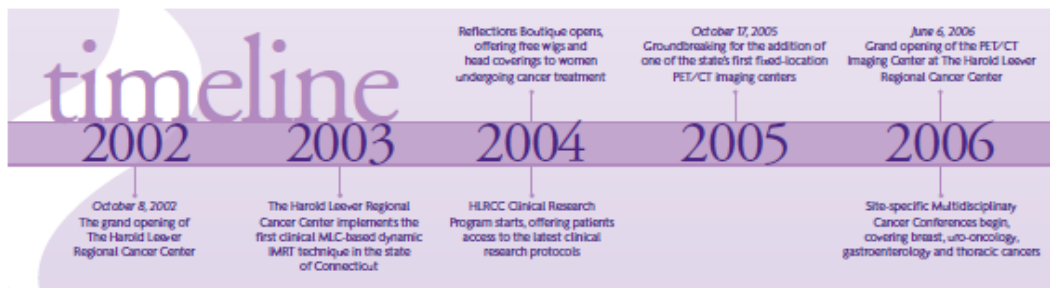 timeline
Reflections Boutique opens,
offering free wigs and
head coverings to women
undergoing cancer treatment
October 17, 2005
Groundbreaking for the addition of
one of the state's first fixed-location
PET/CT imaging centers
June 6, 2006
Grand opening of the PET/CT
Imaging Center at The Harold Leever
Regional Cancer Center
2002 2003 2004 2005 2006
October 8, 2002
The grand opening of
The Harold Leever
Regional Cancer Center
The Harold Leever Regional
Cancer Center implements the
first clinical MLC-based dynamic
IMRT technique in the state
of Connecticut
HLRCC Clinical Research
Program starts, offering patients
access to the latest clinical
research protocols
Site-specific Multidisciplinary
Cancer Conferences begin,
covering breast, uro-oncology,
gastroenterology and thoracic cancers